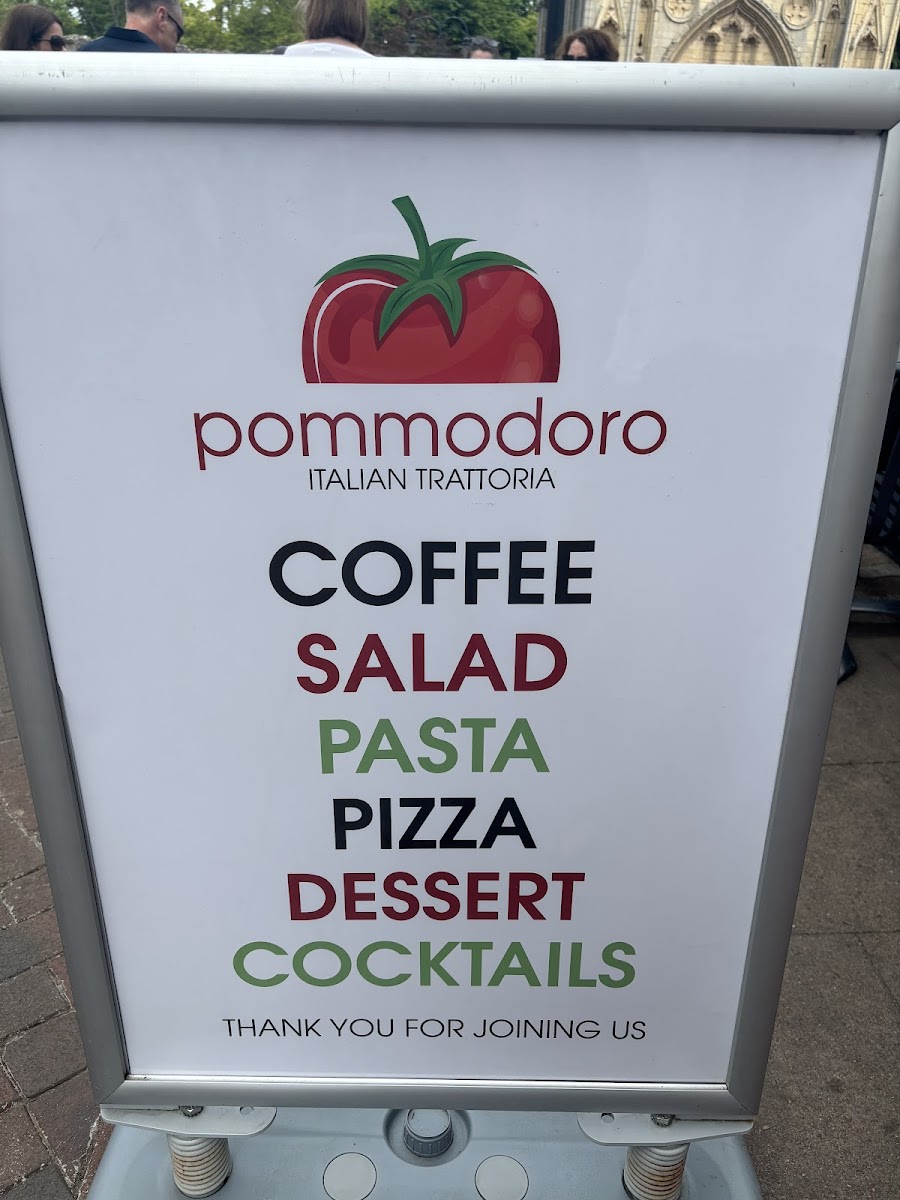 pommodoro
ITALIAN TRATTORIA
COFFEE
SALAD
PASTA
PIZZA
DESSERT
COCKTAILS
THANK YOU FOR JOINING US